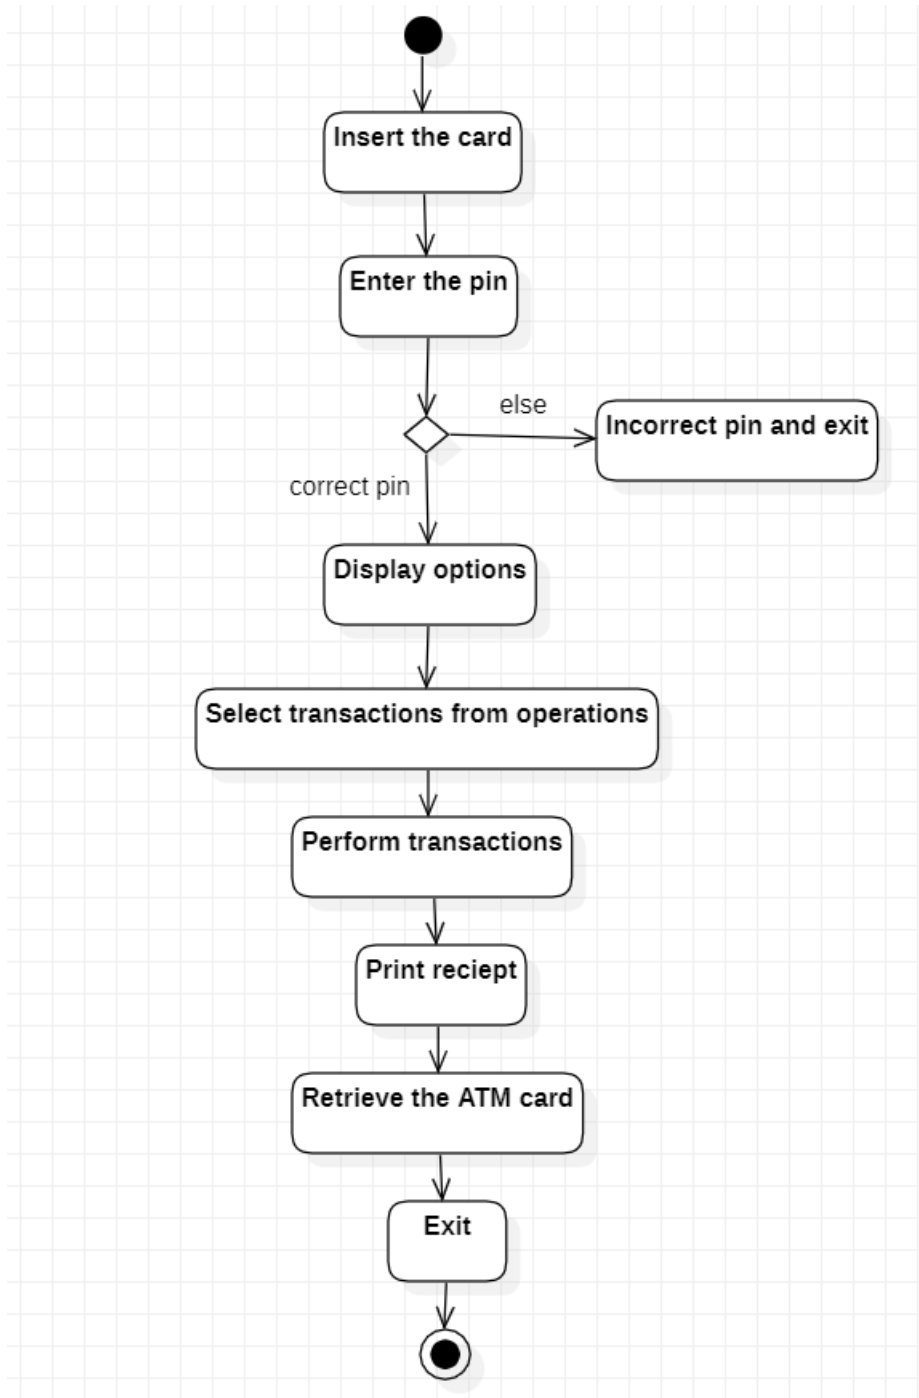 Insert the card
Enter the pin
else
Incorrect pin and exit
correct pin
Display options
Select transactions from operations
Perform transactions
Print reciept
Retrieve the ATM card
Exit